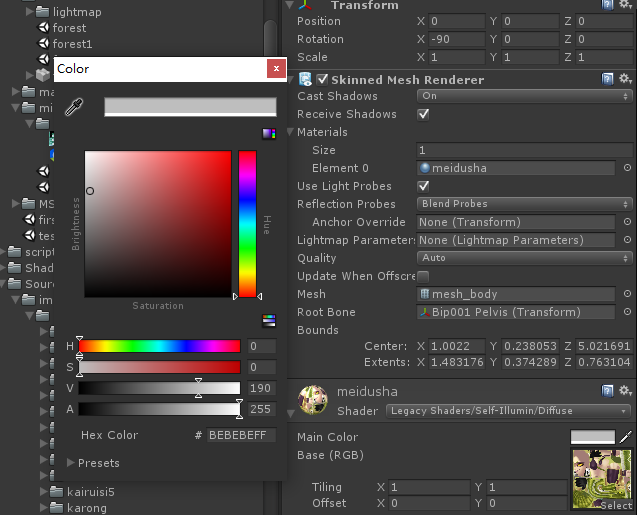 lightmap
forest
forest1
Color
H 0
S 0
V 190
A 255
Brightness
Saturation
Hue
Hex Color # BEBEBEFF
Presets
ma
mi
MS
firs
tes
script
Shad
Sour
im
kairuisi5
karong
Transform
Position X 0 Y 0 Z 0
Rotation X -90 Y 0 Z 0
Scale X 1 Y 1 Z 1
Skinned Mesh Renderer
Cast Shadows On
Receive Shadows
Materials
Size 1
Element 0 meidusha
Use Light Probes
Reflection Probes Blend Probes
Anchor Override None (Transform)
Lightmap Parameters None (Lightmap Parameters)
Quality Auto
Update When Offscre
Mesh mesh_body
Root Bone Bip001 Pelvis (Transform)
Bounds
Center: X 1.0022 Y 0.238053 Z 5.021691
Extents: X 1.483176 Y 0.374289 Z 0.763104
meidusha
Shader Legacy Shaders/Self-Illumin/Diffuse
Main Color
Base (RGB)
Tiling X 1 Y 1
Offset X 0 Y 0
Select